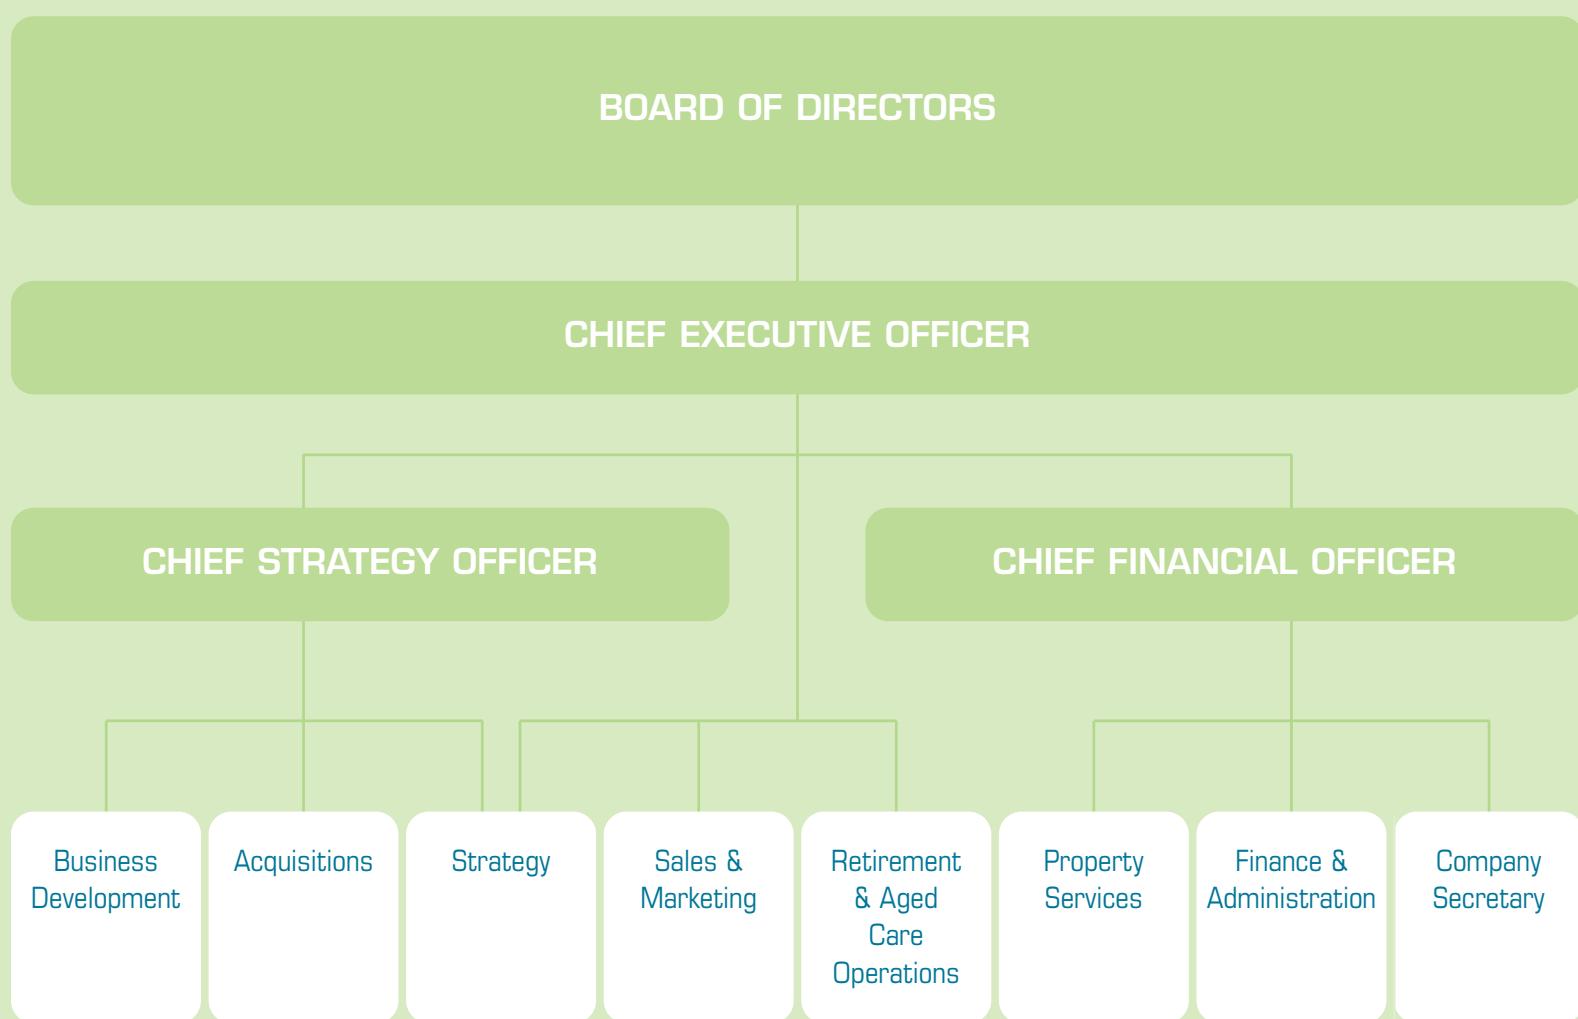 BOARD OF DIRECTORS
CHIEF EXECUTIVE OFFICER
CHIEF STRATEGY OFFICER
CHIEF FINANCIAL OFFICER
Business
Development
Acquisitions
Strategy
Sales &
Marketing
Retirement
& Aged
Care
Operations
Property
Services
Finance &
Administration
Company
Secretary